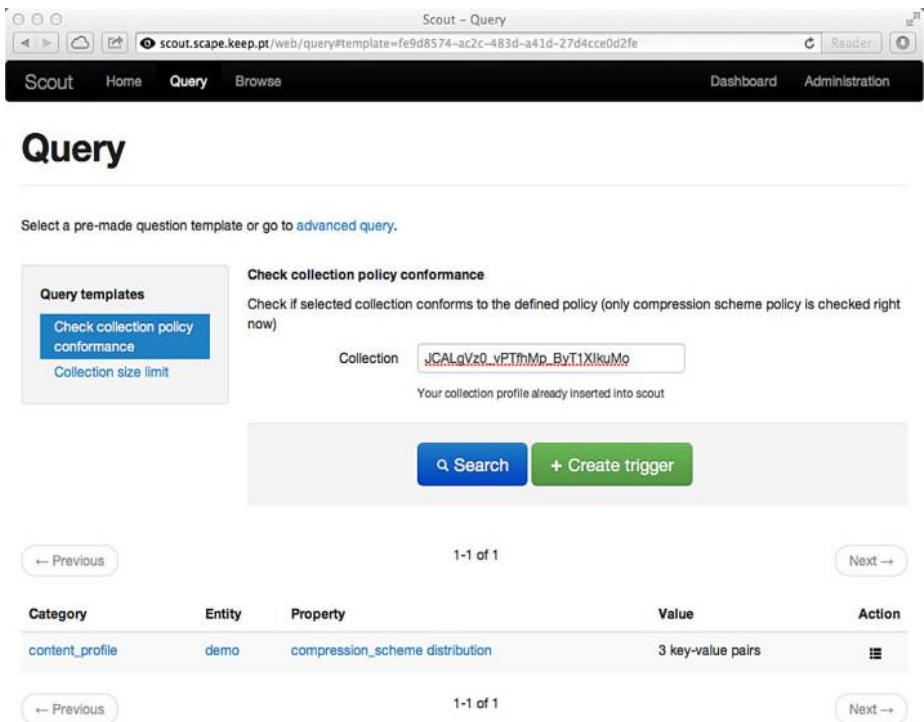 Scout – Query
scout.scape.keep.pt/web/query#template=fe9d8574-ac2c-483d-a41d-27d4cce0d2fe
Reader
Scout Home Query Browse Dashboard Administration
Query
Select a pre-made question template or go to advanced query.
Query templates
Check collection policy conformance
Collection size limit
Check collection policy conformance
Check if selected collection conforms to the defined policy (only compression scheme policy is checked right
now)
Collection JCALgVz0_vPTfhMp_ByT1XIkuMo
Your collection profile already inserted into scout
Search + Create trigger
← Previous 1-1 of 1 Next →
Category Entity Property Value Action
content_profile demo compression_scheme distribution 3 key-value pairs
← Previous 1-1 of 1 Next →